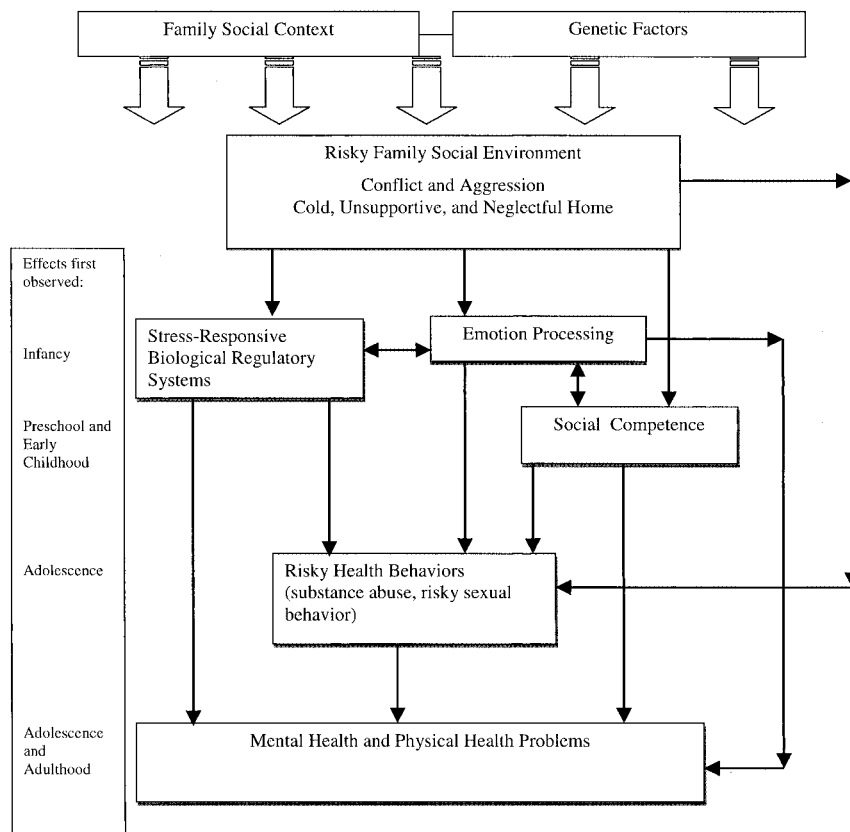 Family Social Context
Genetic Factors
Risky Family Social Environment
Conflict and Aggression
Cold, Unsupportive, and Neglectful Home
Effects first
observed:
Infancy
Stress-Responsive
Biological Regulatory
Systems
Emotion Processing
Preschool and
Early
Childhood
Social Competence
Adolescence
Risky Health Behaviors
(substance abuse, risky sexual
behavior)
Adolescence
and
Adulthood
Mental Health and Physical Health Problems